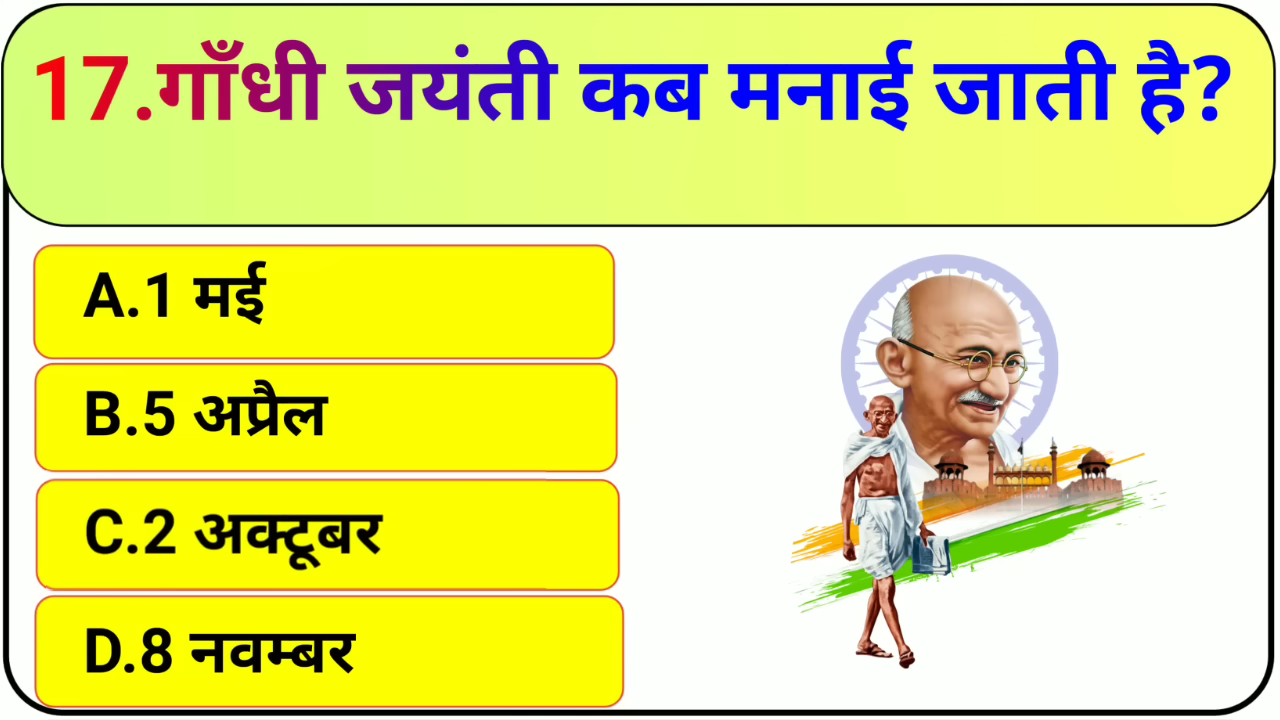 17.गाँधी जयंती कब मनाई जाती है?
A.1 मई
B.5 अप्रैल
C.2 अक्टूबर
D.8 नवम्बर